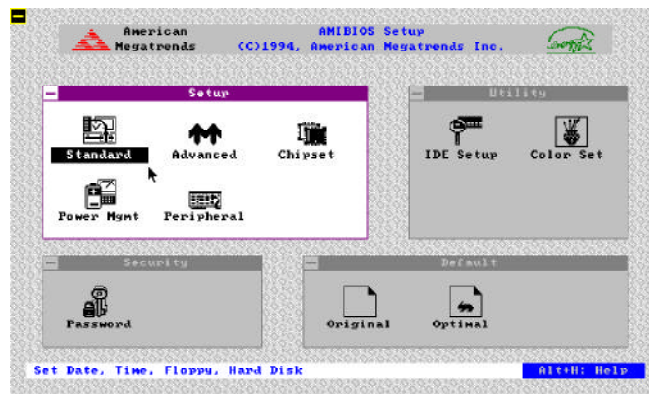 American
Megatrends
AMIBIOS Setup
(C)1994, American Megatrends Inc.
Setup
Utility
Standard
Advanced
Chipset
IDE Setup
Color Set
Power Mgmt
Peripheral
Security
Default
Password
Original
Optimal
Set Date, Time, Floppy, Hard Disk
Alt+H: Help